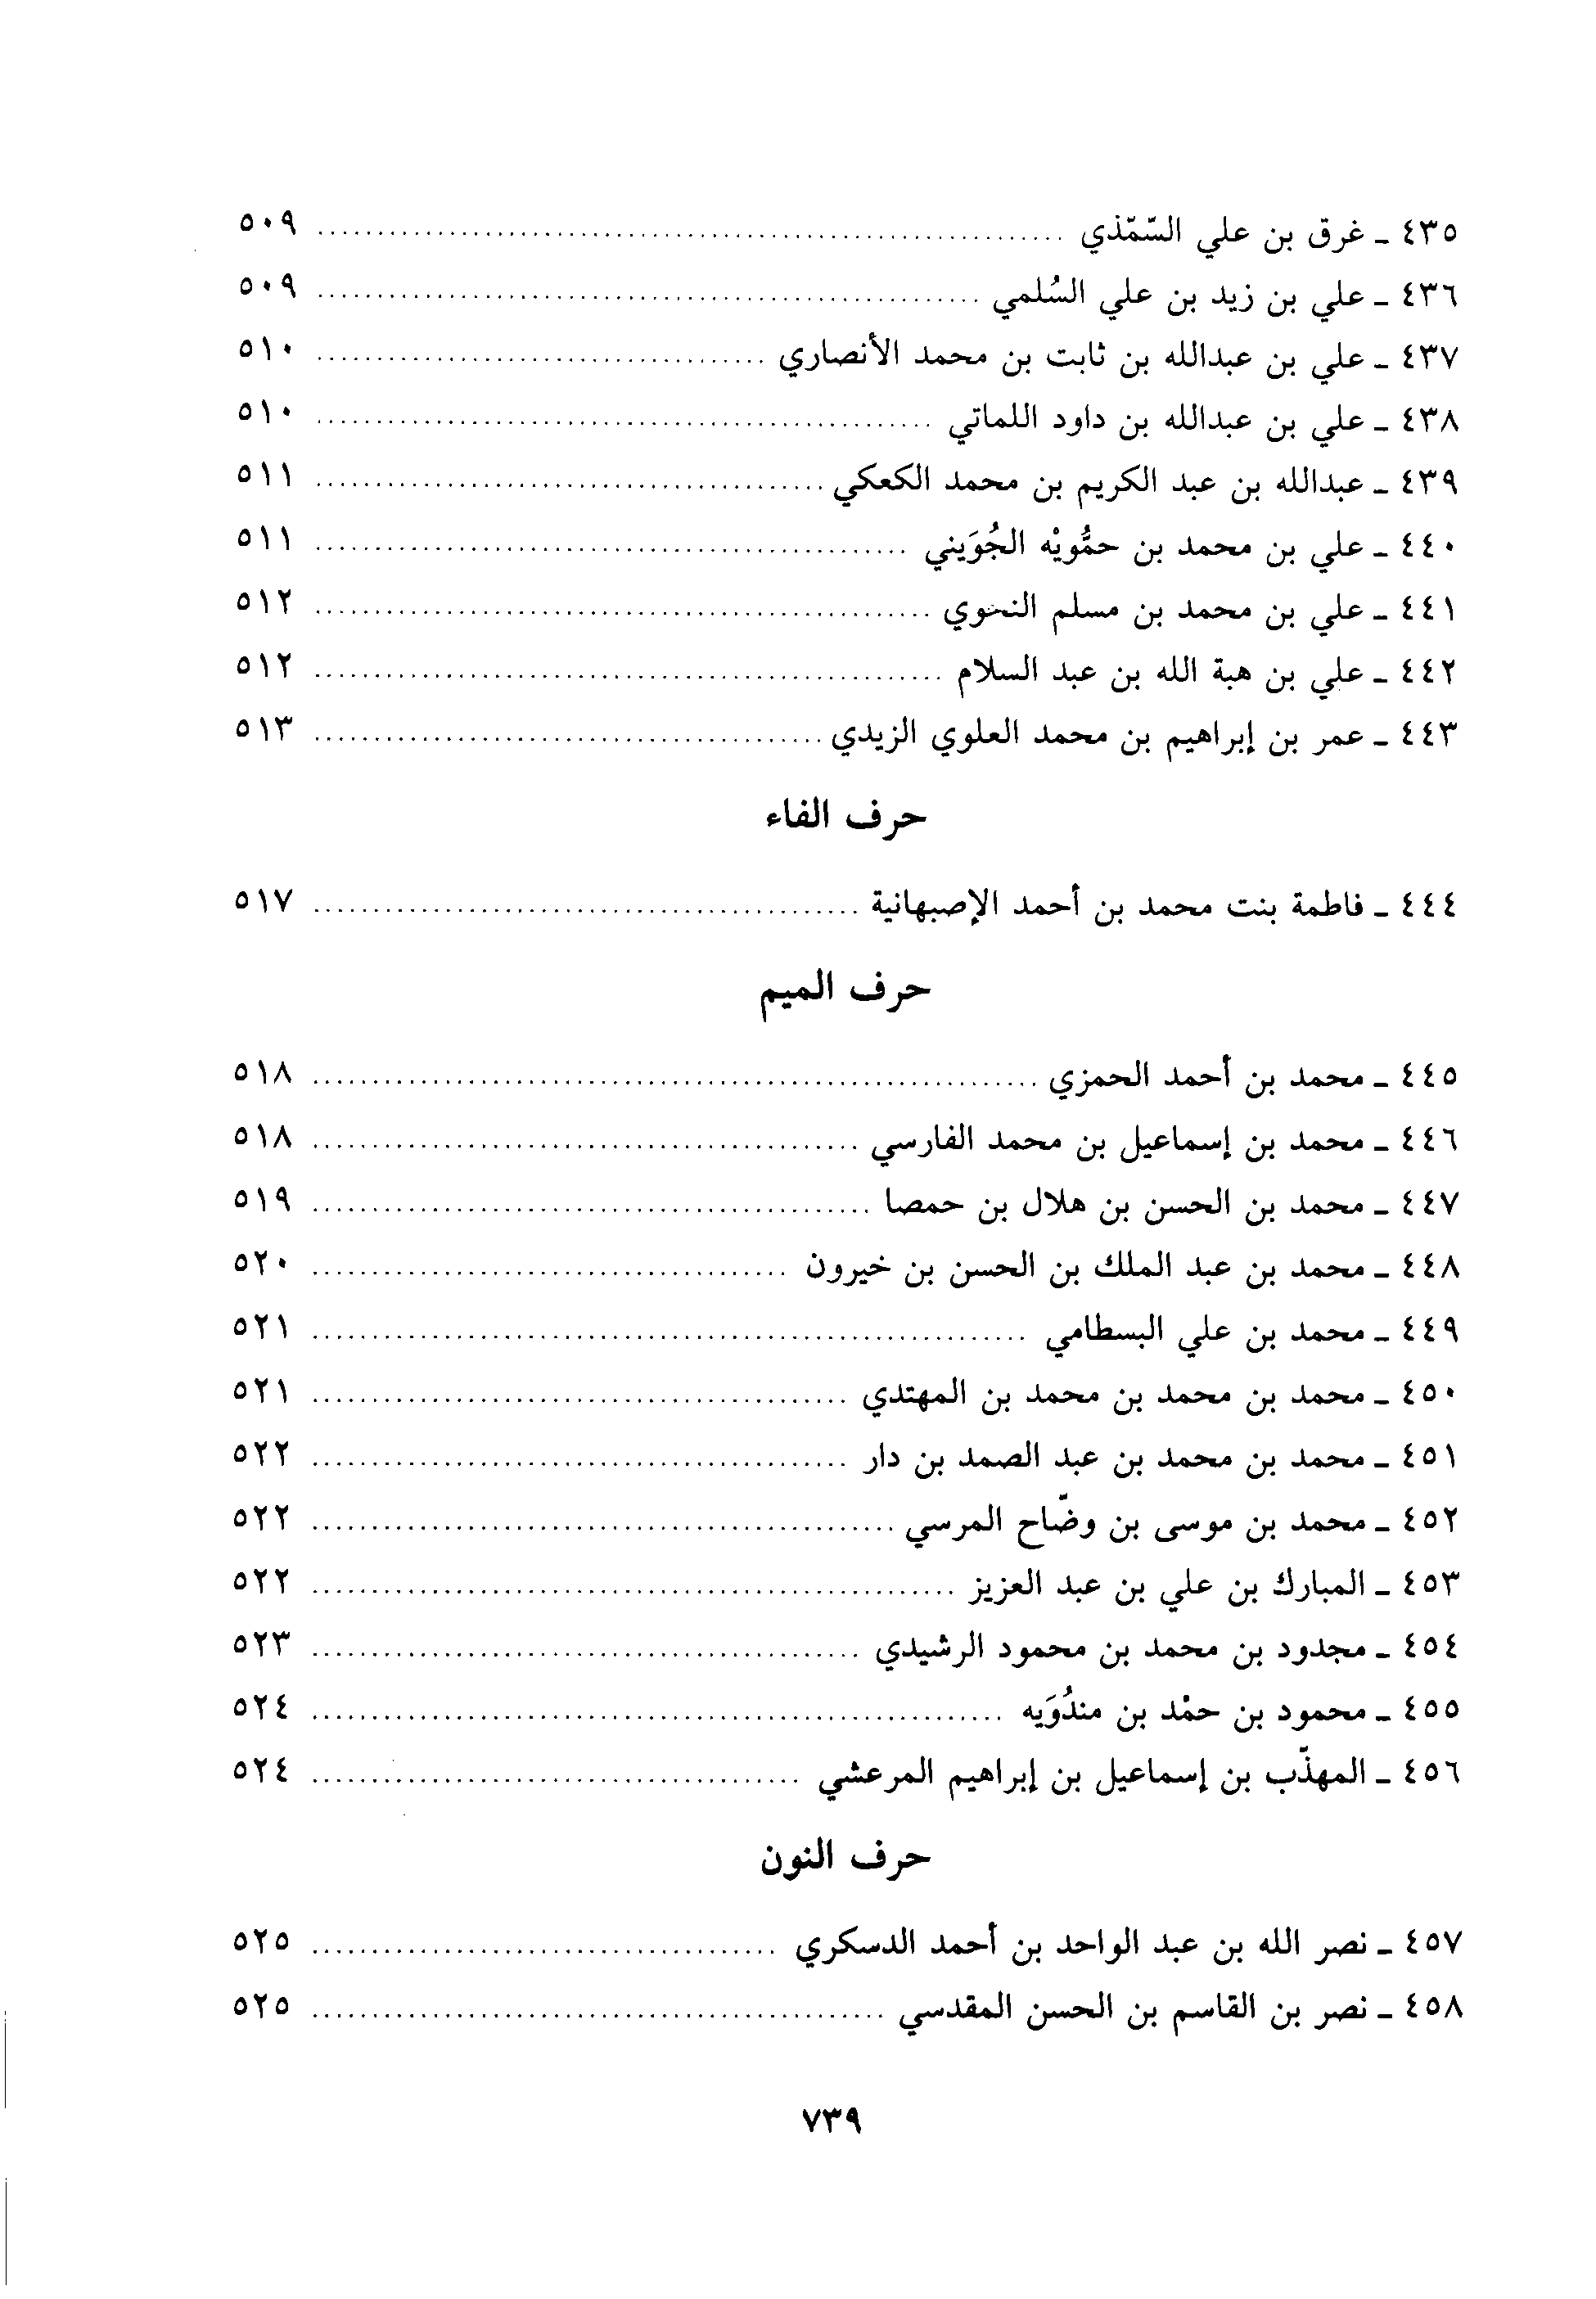 ٤٣٥ ـ غرق بن علي السّمّذي ........ ٥٠٩
٤٣٦ ـ علي بن زيد بن علي السُلمي ........ ٥٠٩
٤٣٧ ـ علي بن عبدالله بن ثابت بن محمد الأنصاري ........ ٥١٠
٤٣٨ ـ علي بن عبدالله بن داود اللماتي ........ ٥١٠
٤٣٩ ـ عبدالله بن عبد الكريم بن محمد الكعكي ........ ٥١١
٤٤٠ ـ علي بن محمد بن حمُّويْه الجُوَيني ........ ٥١١
٤٤١ ـ علي بن محمد بن مسلم النحوي ........ ٥١٢
٤٤٢ ـ علي بن هبة الله بن عبد السلام ........ ٥١٢
٤٤٣ ـ عمر بن إبراهيم بن محمد العلوي الزيدي ........ ٥١٣
حرف الفاء
٤٤٤ ـ فاطمة بنت محمد بن أحمد الإصبهانية ........ ٥١٧
حرف الميم
٤٤٥ ـ محمد بن أحمد الحمزي ........ ٥١٨
٤٤٦ ـ محمد بن إسماعيل بن محمد الفارسي ........ ٥١٨
٤٤٧ ـ محمد بن الحسن بن هلال بن حمصا ........ ٥١٩
٤٤٨ ـ محمد بن عبد الملك بن الحسن بن خيرون ........ ٥٢٠
٤٤٩ ـ محمد بن علي البسطامي ........ ٥٢١
٤٥٠ ـ محمد بن محمد بن محمد بن المهتدي ........ ٥٢١
٤٥١ ـ محمد بن محمد بن عبد الصمد بن دار ........ ٥٢٢
٤٥٢ ـ محمد بن موسى بن وضّاح المرسي ........ ٥٢٢
٤٥٣ ـ المبارك بن علي بن عبد العزيز ........ ٥٢٢
٤٥٤ ـ مجدود بن محمد بن محمود الرشيدي ........ ٥٢٣
٤٥٥ ـ محمود بن حمْد بن مندُوَيه ........ ٥٢٤
٤٥٦ ـ المهذّب بن إسماعيل بن إبراهيم المرعشي ........ ٥٢٤
حرف النون
٤٥٧ ـ نصر الله بن عبد الواحد بن أحمد الدسكري ........ ٥٢٥
٤٥٨ ـ نصر بن القاسم بن الحسن المقدسي ........ ٥٢٥
٧٣٩